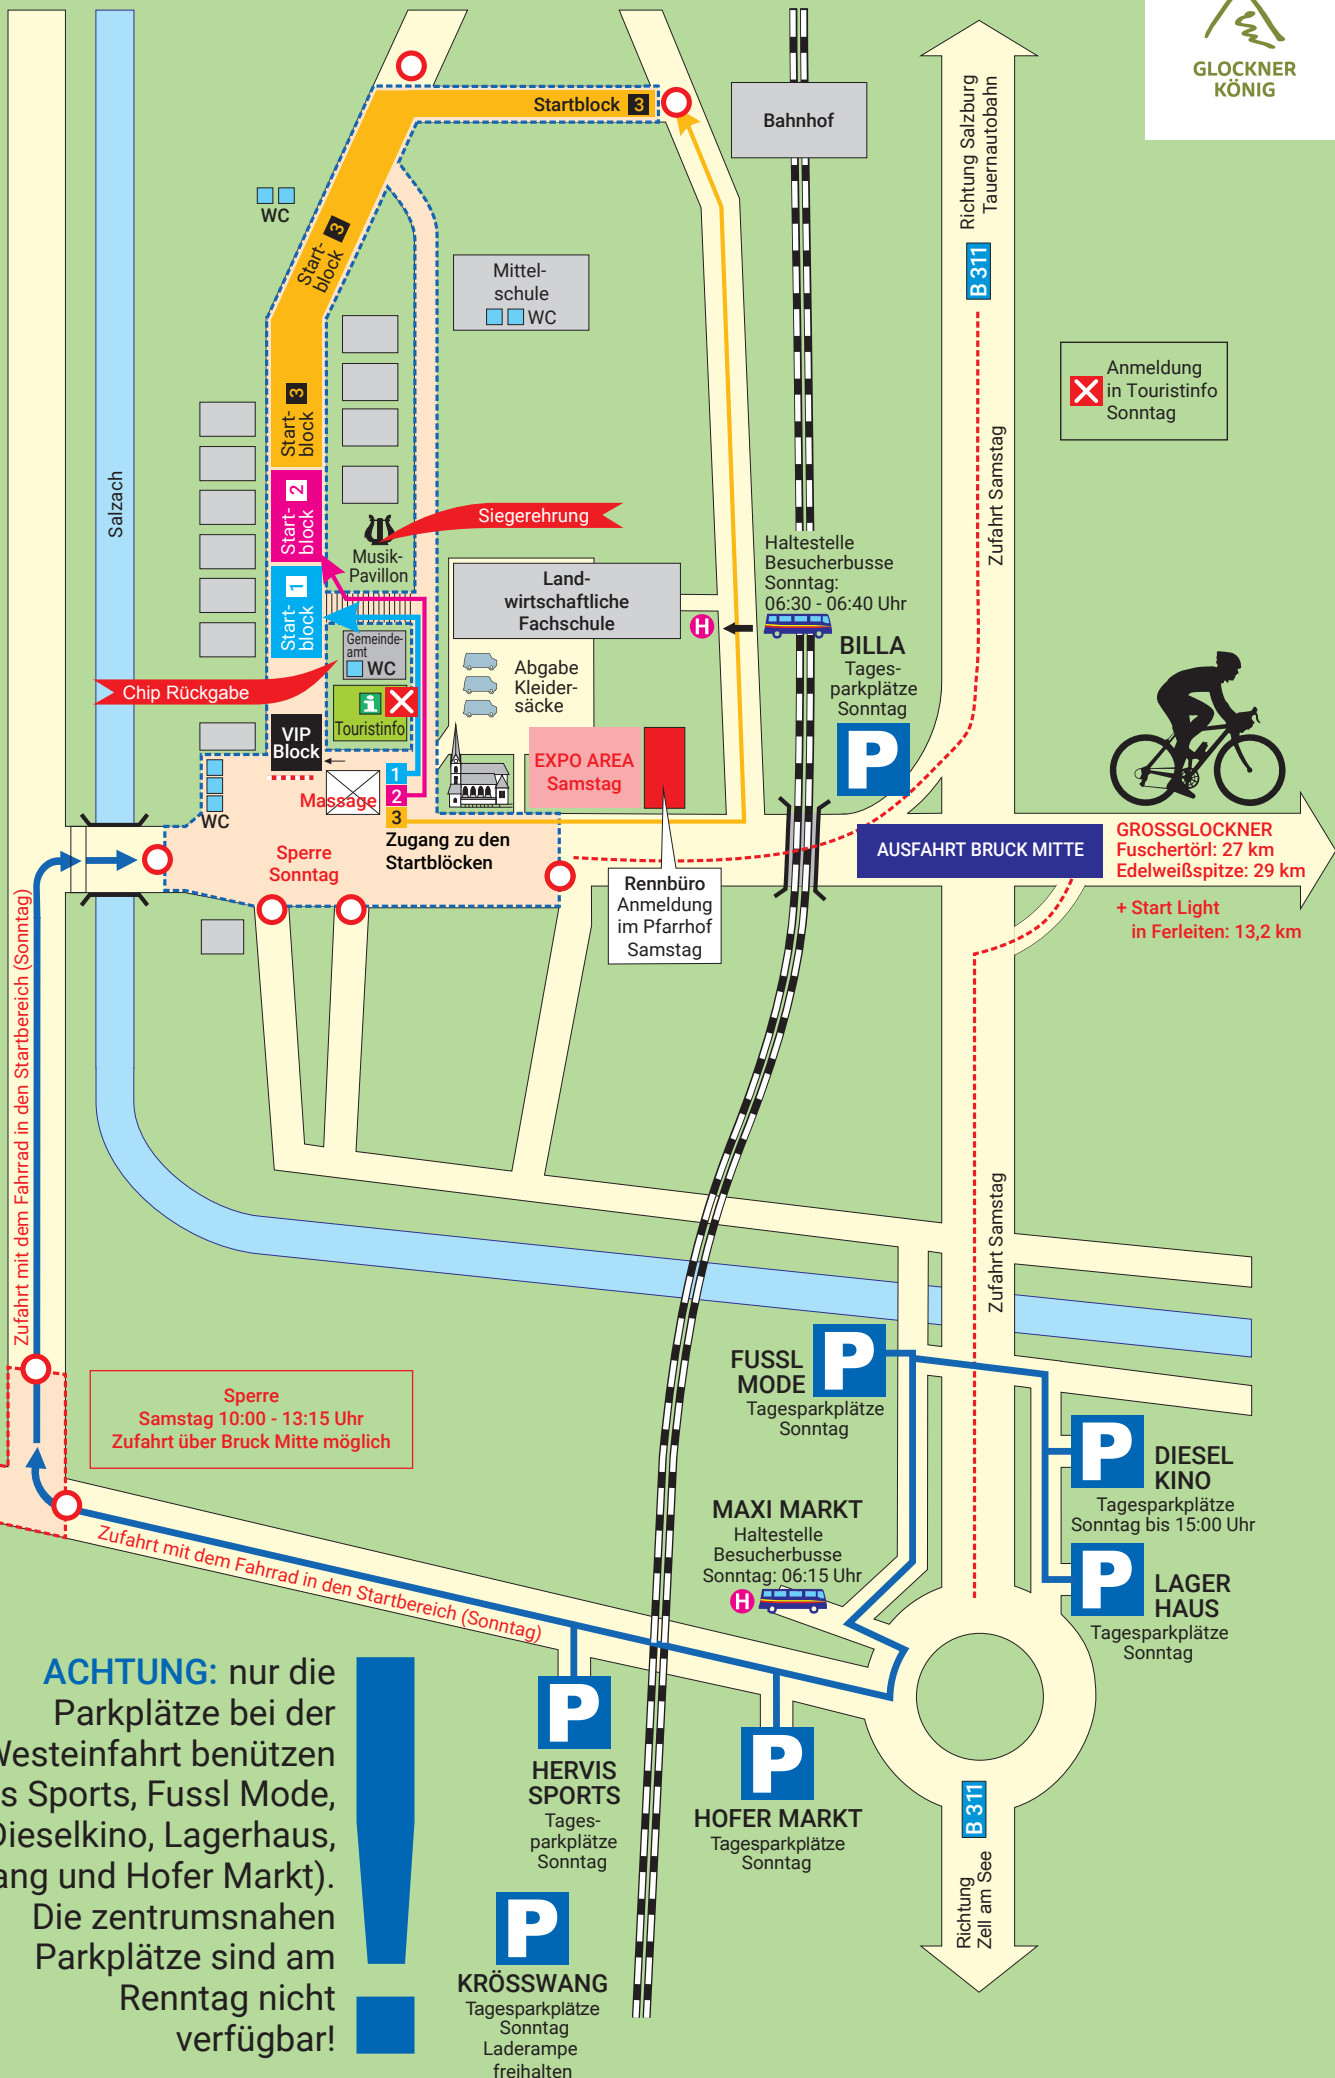 GLOCKNER
KÖNIG
Startblock 3
Bahnhof
Richtung Salzburg
Tauernautobahn
B 311
WC
Start-
block 3
Mittel-
schule
WC
Anmeldung
in Touristinfo
Sonntag
Start-
block 3
Zufahrt Samstag
Salzach
Start-
block 2
Siegerehrung
Musik-
Pavillon
Haltestelle
Besucherbusse
Sonntag:
06:30 - 06:40 Uhr
Land-
wirtschaftliche
Fachschule
H
Start-
block 1
Gemeinde-
amt
WC
BILLA
Tages-
parkplätze
Sonntag
P
Abgabe
Kleider-
säcke
Chip Rückgabe
i
Touristinfo
VIP
Block
EXPO AREA
Samstag
Massage
1
2
3
WC
Zugang zu den
Startblöcken
Sperre
Sonntag
AUSFAHRT BRUCK MITTE
GROSSGLOCKNER
Fuschertörl: 27 km
Edelweißspitze: 29 km
+ Start Light
in Ferleiten: 13,2 km
Rennbüro
Anmeldung
im Pfarrhof
Samstag
Zufahrt mit dem Fahrrad in den Startbereich (Sonntag)
Zufahrt Samstag
Sperre
Samstag 10:00 - 13:15 Uhr
Zufahrt über Bruck Mitte möglich
FUSSL
MODE
P
Tagesparkplätze
Sonntag
P
DIESEL
KINO
Tagesparkplätze
Sonntag bis 15:00 Uhr
MAXI MARKT
Haltestelle
Besucherbusse
Sonntag: 06:15 Uhr
H
P
LAGER
HAUS
Tagesparkplätze
Sonntag
Zufahrt mit dem Fahrrad in den Startbereich (Sonntag)
ACHTUNG: nur die
Parkplätze bei der
Westeinfahrt benützen
s Sports, Fussl Mode,
Dieselkino, Lagerhaus,
ang und Hofer Markt).
Die zentrumsnahen
Parkplätze sind am
Renntag nicht
verfügbar!
!
P
HERVIS
SPORTS
Tages-
parkplätze
Sonntag
P
HOFER MARKT
Tagesparkplätze
Sonntag
B 311
Richtung
Zell am See
P
KRÖSSWANG
Tagesparkplätze
Sonntag
Laderampe
freihalten